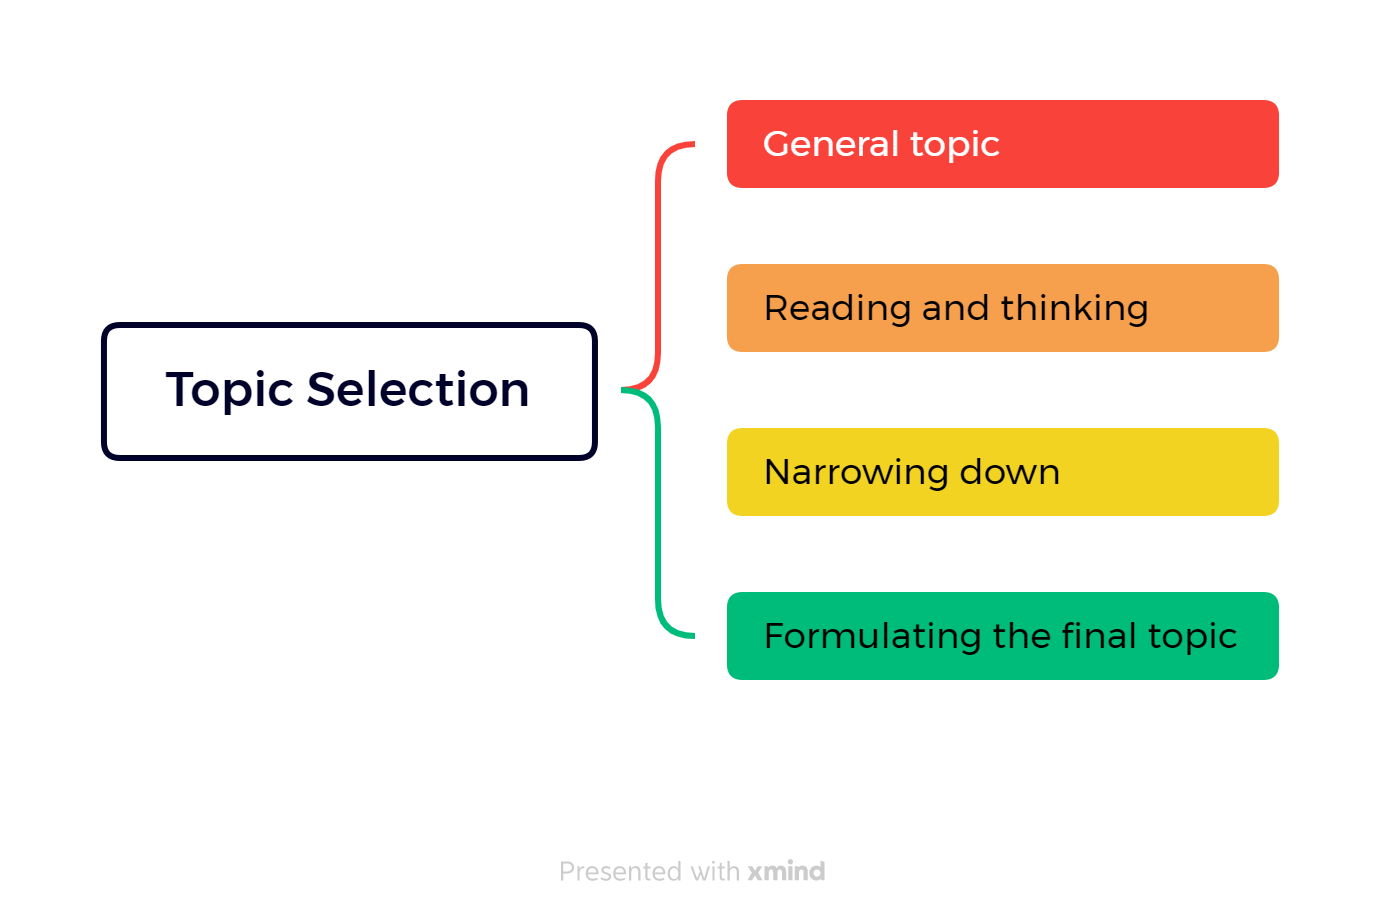 General topic
Reading and thinking
Topic Selection
Narrowing down
Formulating the final topic
Presented with xmind